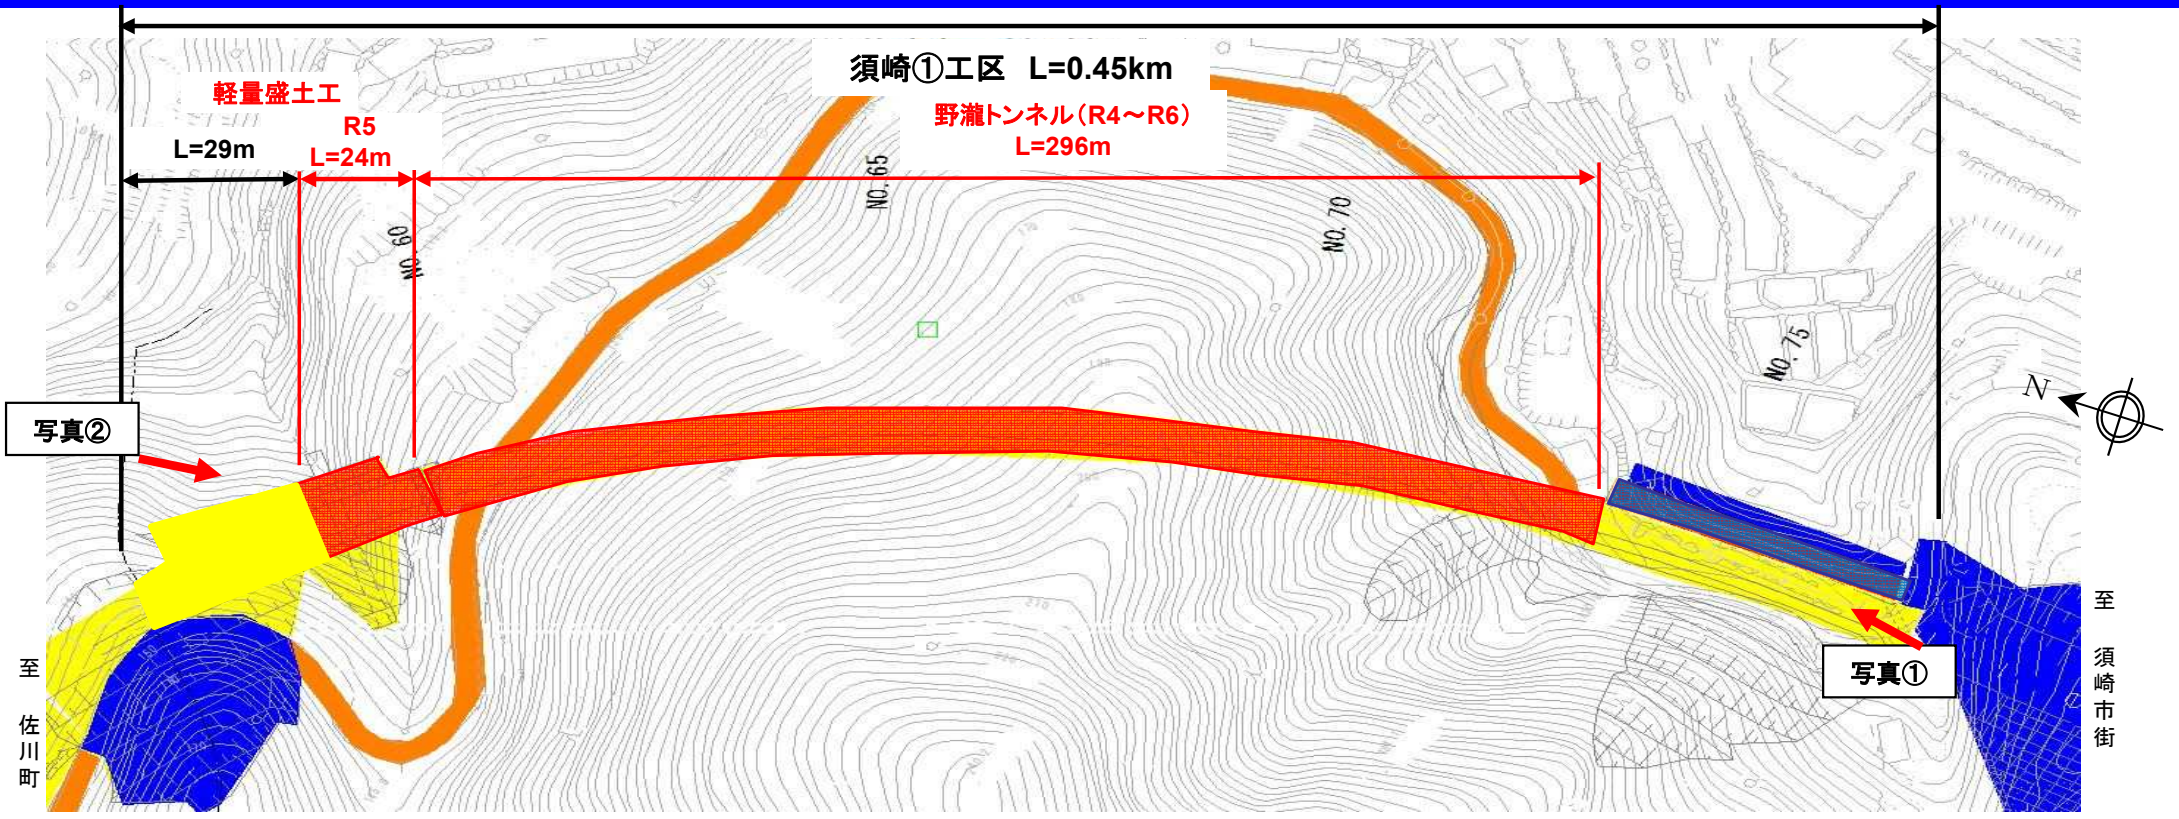 須崎①工区 L=0.45km
軽量盛土工
R5
L=29m
L=24m
野瀧トンネル(R4～R6)
L=296m
NO.60
NO.65
NO.70
NO.75
N
写真②
写真①
至 佐川町
至 須崎市街